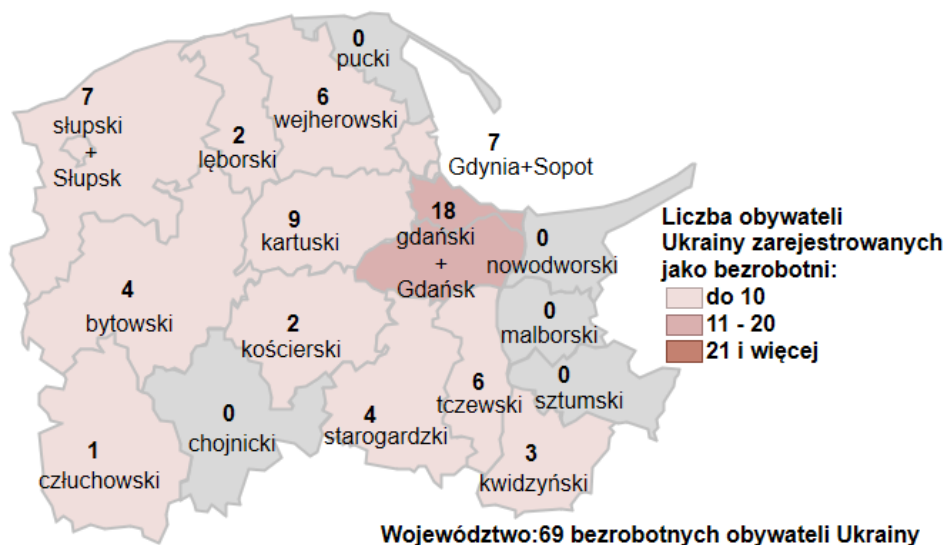 0
pucki
7
słupski
+
Słupsk
6
wejherowski
2
lęborski
7
Gdynia+Sopot
9
kartuski
18
gdański
+
Gdańsk
0
nowodworski
Liczba obywateli
Ukrainy zarejestrowanych
jako bezrobotni:
do 10
11 - 20
21 i więcej
4
bytowski
2
kościerski
0
malborski
6
tczewski
0
sztumski
1
człuchowski
0
chojnicki
4
starogardzki
3
kwidzyński
Województwo:69 bezrobotnych obywateli Ukrainy